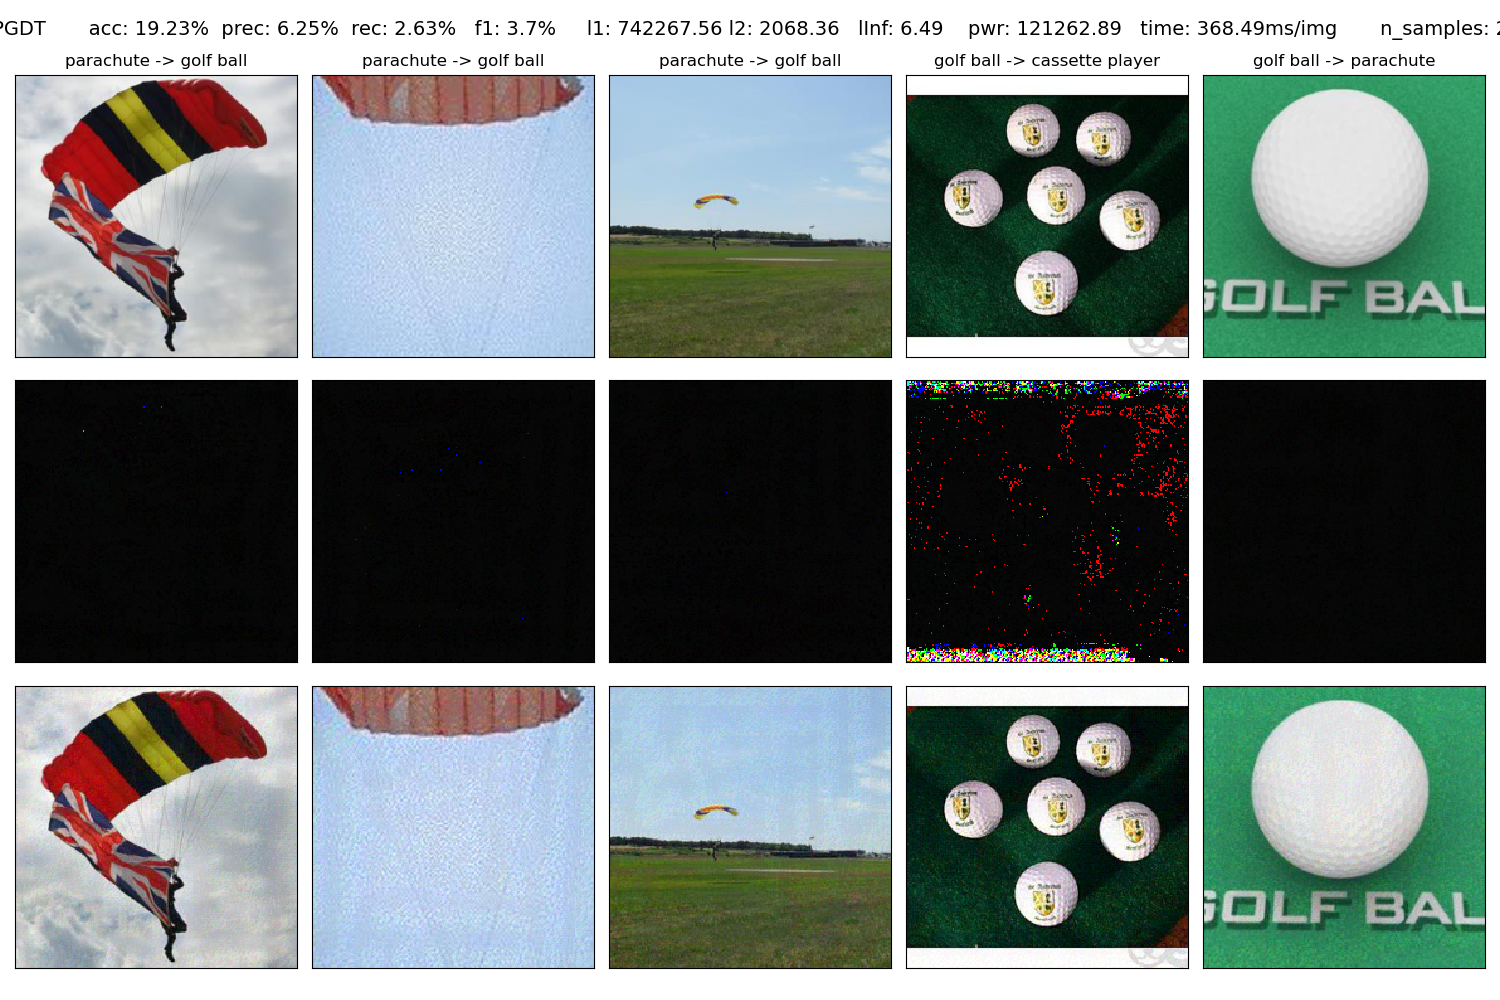 PGDT acc: 19.23% prec: 6.25% rec: 2.63% f1: 3.7% l1: 742267.56 l2: 2068.36 lInf: 6.49 pwr: 121262.89 time: 368.49ms/img n_samples: 2
parachute -> golf ball
parachute -> golf ball
parachute -> golf ball
golf ball -> cassette player
golf ball -> parachute
GOLF BAL
GOLF BAL